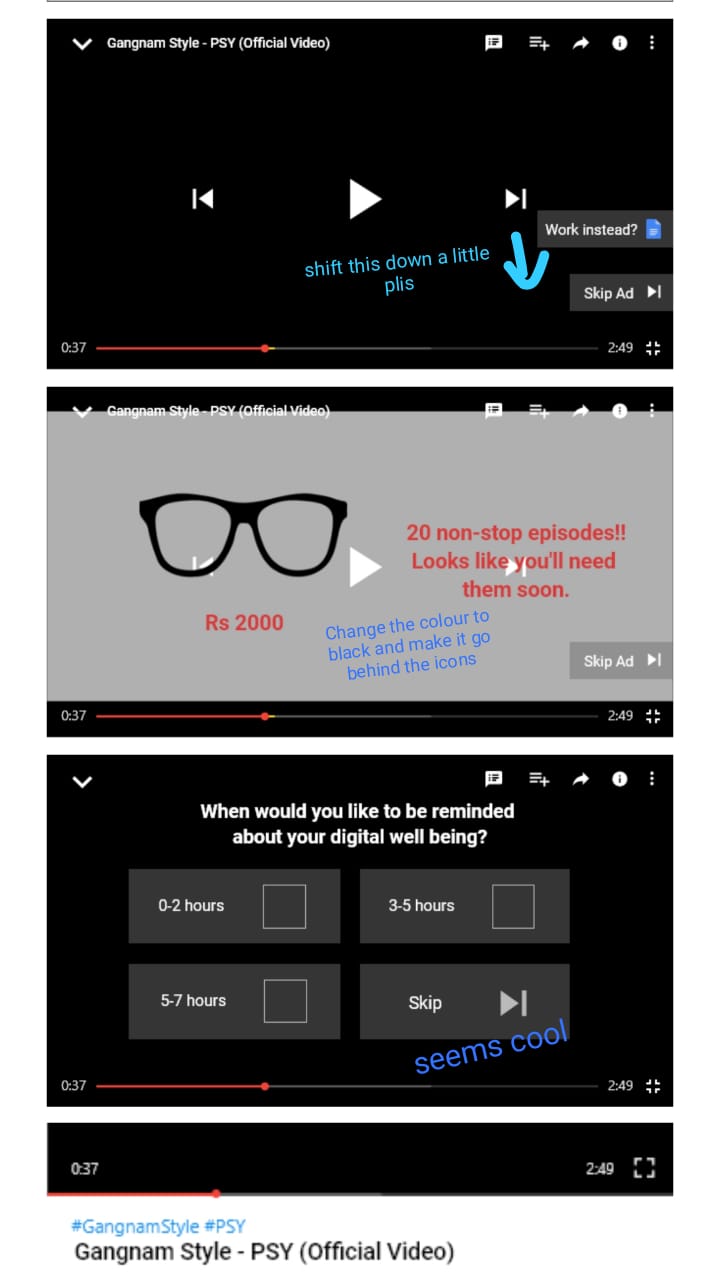 Gangnam Style - PSY (Official Video)
Work instead?
shift this down a little
plis
Skip Ad
0:37
2:49
Gangnam Style - PSY (Official Video)
20 non-stop episodes!!
Looks like you'll need
them soon.
Rs 2000
Change the colour to
black and make it go
behind the icons
Skip Ad
0:37
2:49
When would you like to be reminded
about your digital well being?
0-2 hours
3-5 hours
5-7 hours
Skip
seems cool
0:37
2:49
0:37
2:49
#GangnamStyle #PSY
Gangnam Style - PSY (Official Video)